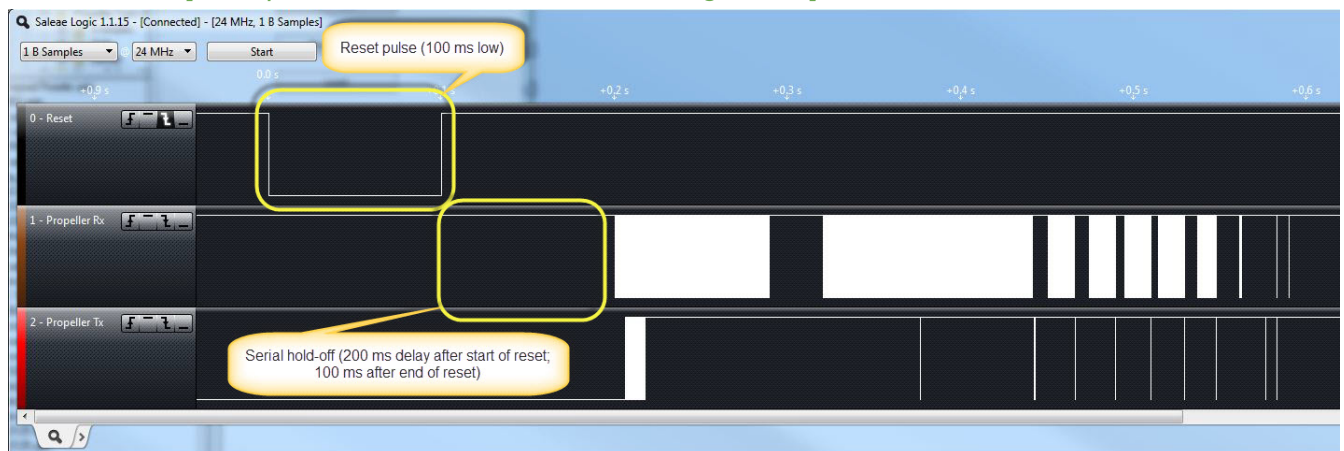 Saleae Logic 1.1.15 - [Connected] - [24 MHz, 1 B Samples]
1 B Samples
24 MHz
Start
Reset pulse (100 ms low)
0.0 s
+0,9 s
+0,2 s
+0,3 s
+0,4 s
+0,5 s
+0,6 s
0 - Reset
1 - Propeller Rx
2 - Propeller Tx
Serial hold-off (200 ms delay after start of reset;
100 ms after end of reset)